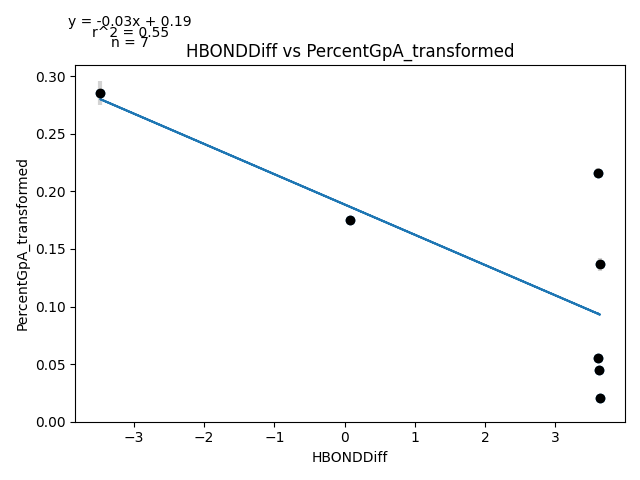 y = -0.03x + 0.19
r^2 = 0.55
n = 7
HBONDDiff vs PercentGpA_transformed
0.30
0.25
0.20
0.15
0.10
0.05
0.00
PercentGpA_transformed
−3
−2
−1
0
1
2
3
HBONDDiff